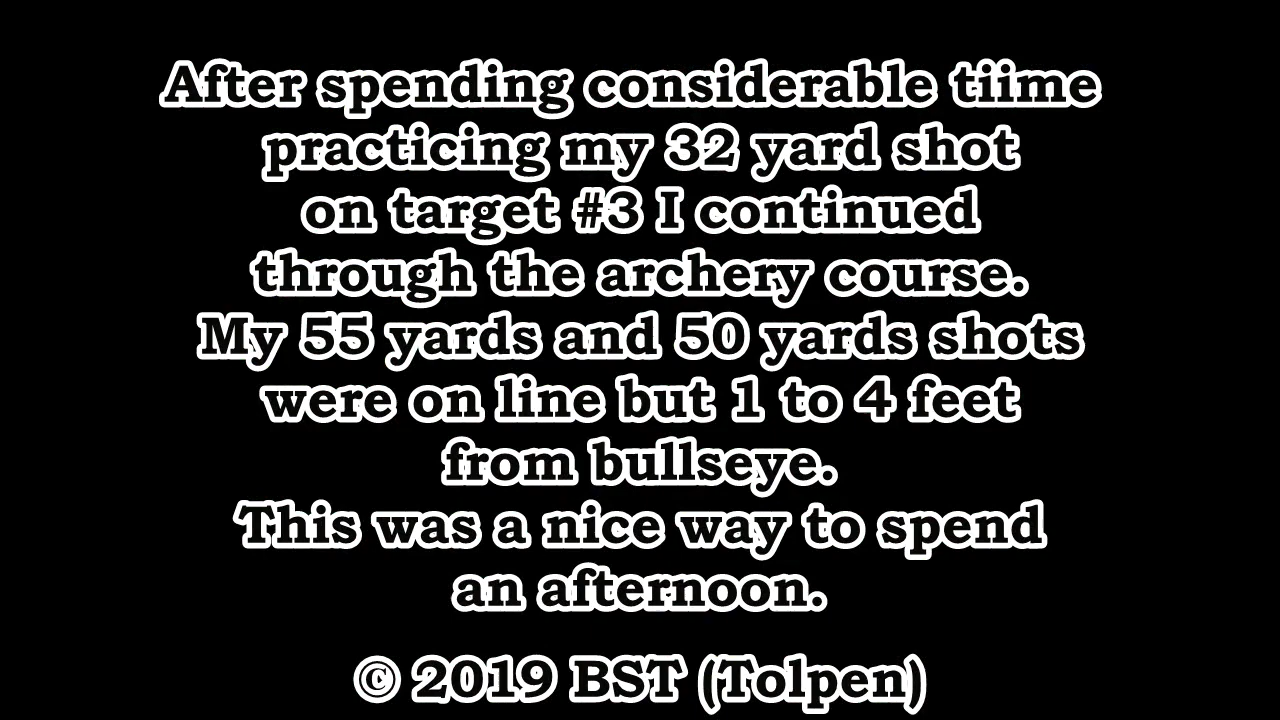 After spending considerable tiime
practicing my 32 yard shot
on target #3 I continued
through the archery course.
My 55 yards and 50 yards shots
were on line but 1 to 4 feet
from bullseye.
This was a nice way to spend
an afternoon.
© 2019 BST (Tolpen)